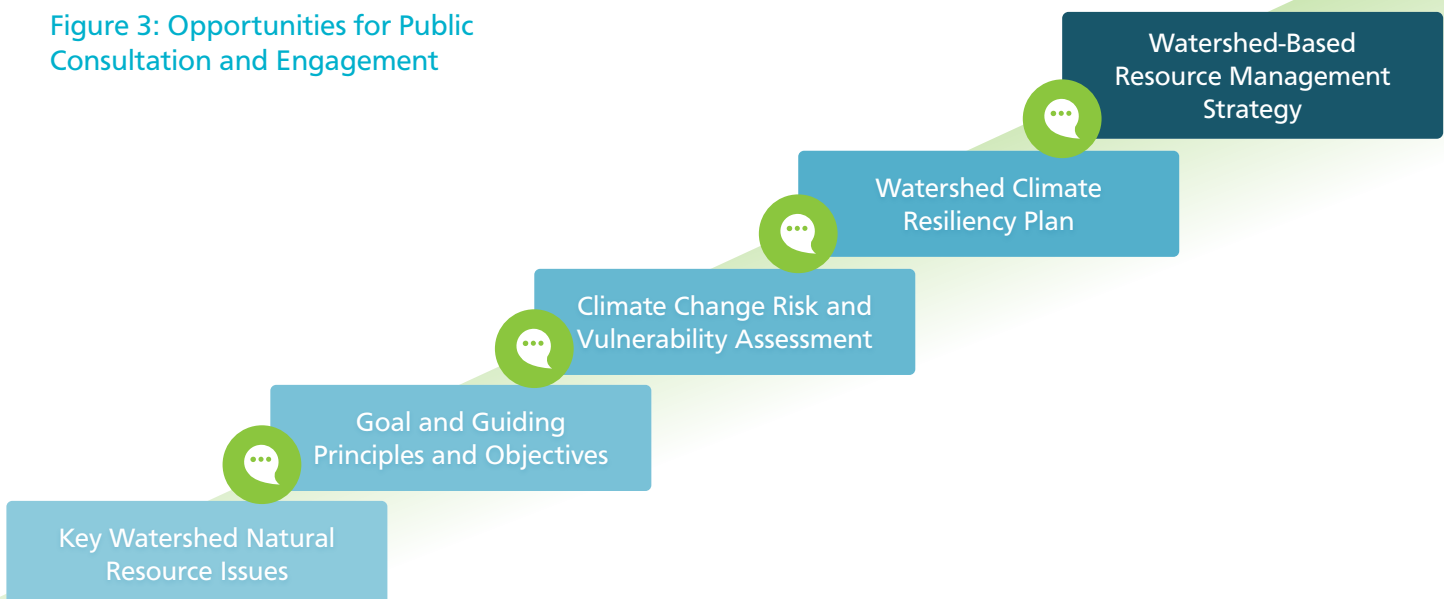 Figure 3: Opportunities for Public
Consultation and Engagement
Watershed-Based
Resource Management
Strategy
Watershed Climate
Resiliency Plan
Climate Change Risk and
Vulnerability Assessment
Goal and Guiding
Principles and Objectives
Key Watershed Natural
Resource Issues